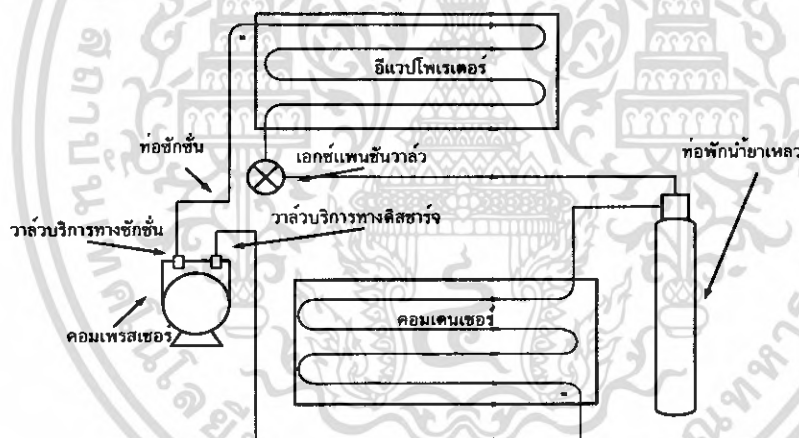 อีแวปโพเรเตอร์
ท่อซักชั่น
เอกซ์แพนชันวาล์ว
ท่อพักน้ำยาเหลว
วาล์วบริการทางซักชั่น
วาล์วบริการทางดิสชาร์จ
คอมเพรสเซอร์
คอนเดนเซอร์